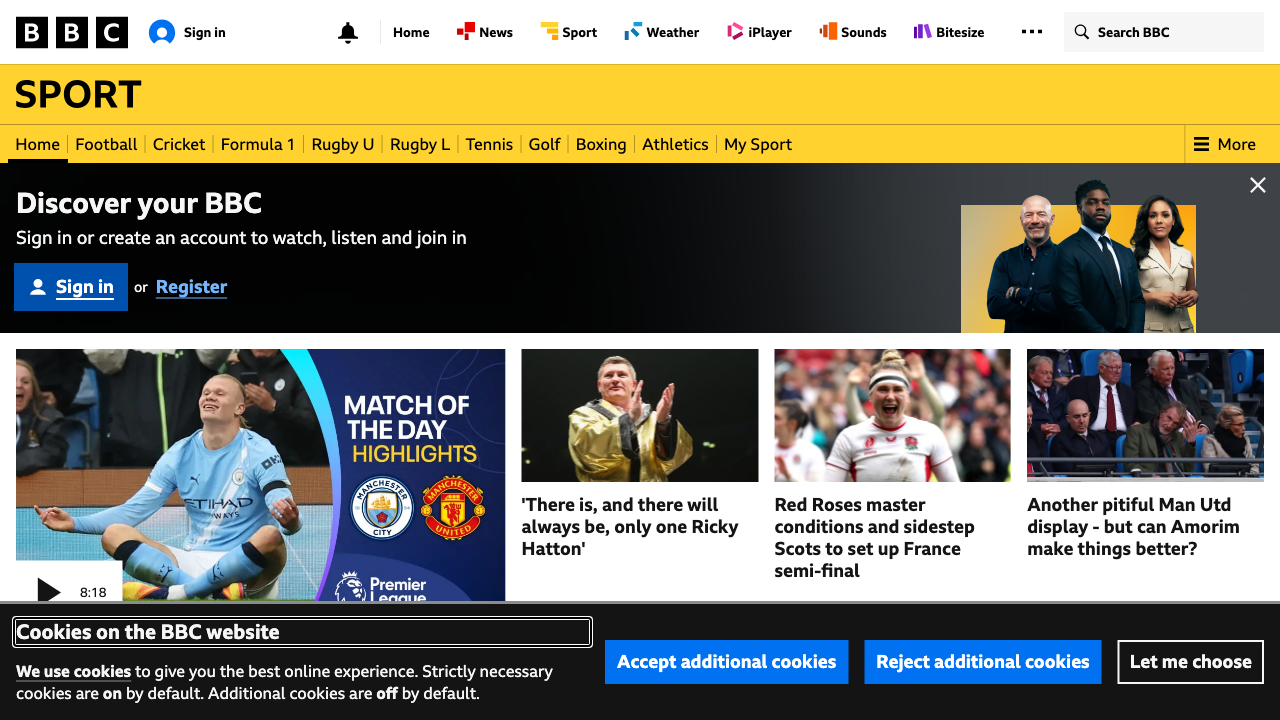 BBC
Sign in
Home
News
Sport
Weather
iPlayer
Sounds
Bitesize
Search BBC
SPORT
Home
Football
Cricket
Formula 1
Rugby U
Rugby L
Tennis
Golf
Boxing
Athletics
My Sport
More
Discover your BBC
Sign in or create an account to watch, listen and join in
Sign in or Register
MATCH OF
THE DAY
HIGHLIGHTS
MANCHESTER
CITY
MANCHESTER
UNITED
ETIHAD
AIRWAYS
Premier
League
8:18
'There is, and there will
always be, only one Ricky
Hatton'
Red Roses master
conditions and sidestep
Scots to set up France
semi-final
Another pitiful Man Utd
display - but can Amorim
make things better?
Cookies on the BBC website
We use cookies to give you the best online experience. Strictly necessary
cookies are on by default. Additional cookies are off by default.
Accept additional cookies
Reject additional cookies
Let me choose